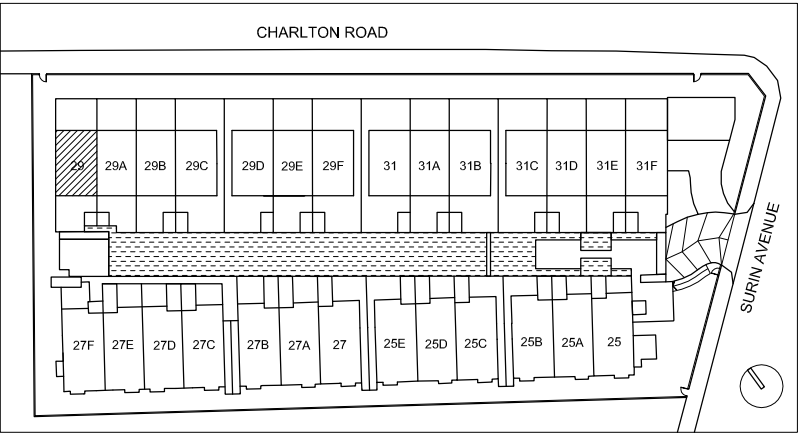 CHARLTON ROAD
29 29A 29B 29C 29D 29E 29F 31 31A 31B 31C 31D 31E 31F
SURIN AVENUE
27F 27E 27D 27C 27B 27A 27 25E 25D 25C 25B 25A 25